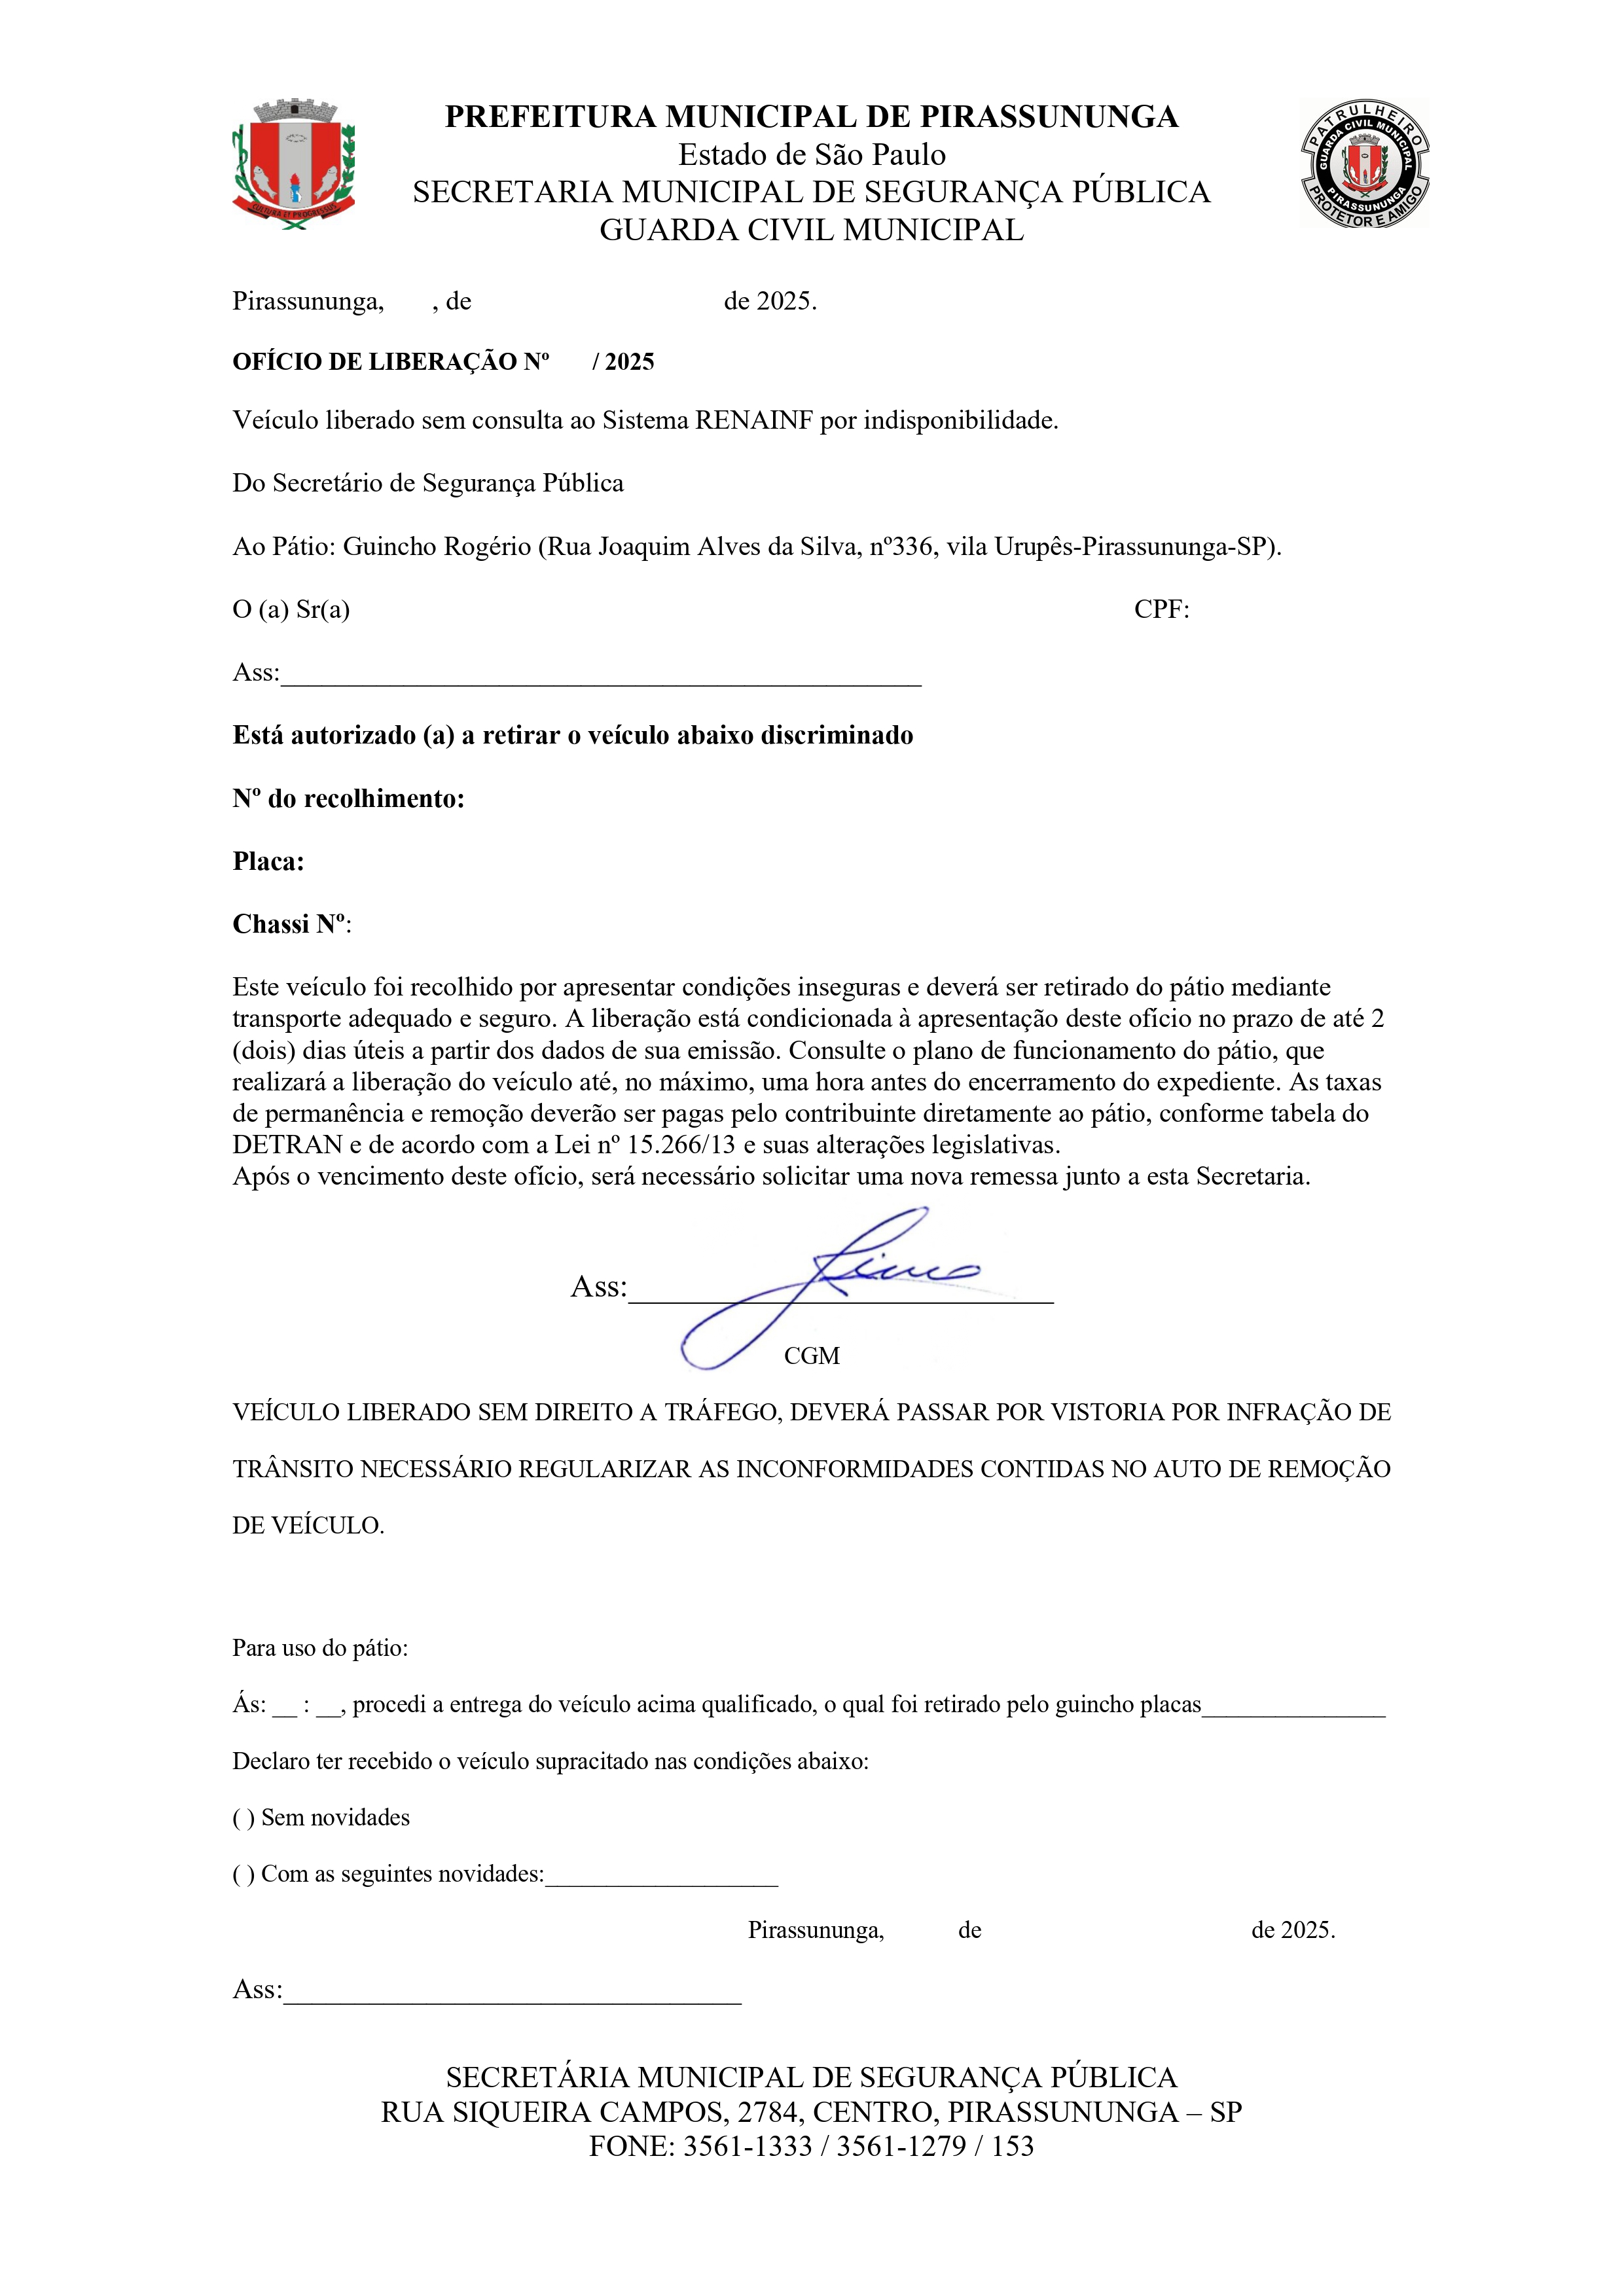 PREFEITURA MUNICIPAL DE PIRASSUNUNGA
Estado de São Paulo
SECRETARIA MUNICIPAL DE SEGURANÇA PÚBLICA
GUARDA CIVIL MUNICIPAL
CULTURA ET PROGRESSUS
PATRULHEIRO
GUARDA CIVIL MUNICIPAL
PIRASSUNUNGA
PROTETOR E AMIGO
Pirassununga, , de de 2025.
OFÍCIO DE LIBERAÇÃO Nº / 2025
Veículo liberado sem consulta ao Sistema RENAINF por indisponibilidade.
Do Secretário de Segurança Pública
Ao Pátio: Guincho Rogério (Rua Joaquim Alves da Silva, nº336, vila Urupês-Pirassununga-SP).
O (a) Sr(a) CPF:
Ass:_______________________________________________
Está autorizado (a) a retirar o veículo abaixo discriminado
Nº do recolhimento:
Placa:
Chassi Nº:
Este veículo foi recolhido por apresentar condições inseguras e deverá ser retirado do pátio mediante
transporte adequado e seguro. A liberação está condicionada à apresentação deste ofício no prazo de até 2
(dois) dias úteis a partir dos dados de sua emissão. Consulte o plano de funcionamento do pátio, que
realizará a liberação do veículo até, no máximo, uma hora antes do encerramento do expediente. As taxas
de permanência e remoção deverão ser pagas pelo contribuinte diretamente ao pátio, conforme tabela do
DETRAN e de acordo com a Lei nº 15.266/13 e suas alterações legislativas.
Após o vencimento deste ofício, será necessário solicitar uma nova remessa junto a esta Secretaria.
Ass:___________________________
CGM
VEÍCULO LIBERADO SEM DIREITO A TRÁFEGO, DEVERÁ PASSAR POR VISTORIA POR INFRAÇÃO DE
TRÂNSITO NECESSÁRIO REGULARIZAR AS INCONFORMIDADES CONTIDAS NO AUTO DE REMOÇÃO
DE VEÍCULO.
Para uso do pátio:
Ás: __ : __, procedi a entrega do veículo acima qualificado, o qual foi retirado pelo guincho placas_______________
Declaro ter recebido o veículo supracitado nas condições abaixo:
( ) Sem novidades
( ) Com as seguintes novidades:___________________
Pirassununga, de de 2025.
Ass:________________________________
SECRETÁRIA MUNICIPAL DE SEGURANÇA PÚBLICA
RUA SIQUEIRA CAMPOS, 2784, CENTRO, PIRASSUNUNGA – SP
FONE: 3561-1333 / 3561-1279 / 153